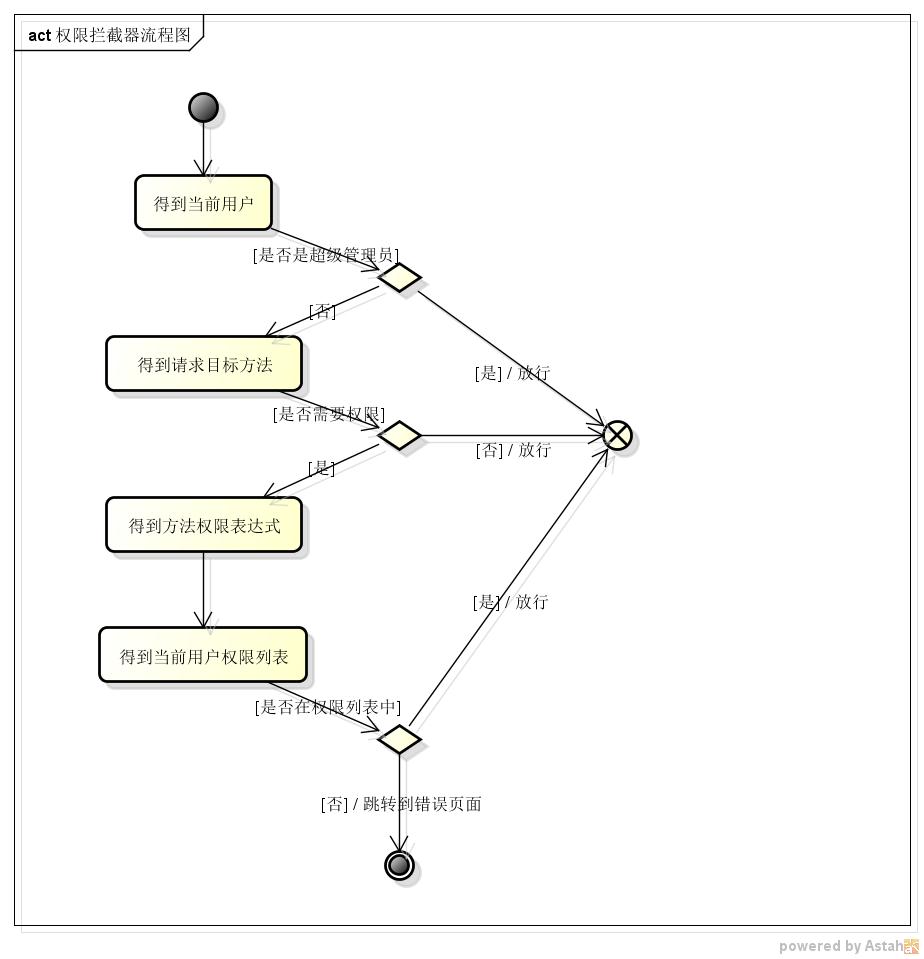 act 权限拦截器流程图
得到当前用户
[是否是超级管理员]
[否]
得到请求目标方法
[是] / 放行
[是否需要权限]
[否] / 放行
[是]
得到方法权限表达式
[是] / 放行
得到当前用户权限列表
[是否在权限列表中]
[否] / 跳转到错误页面
powered by Astah